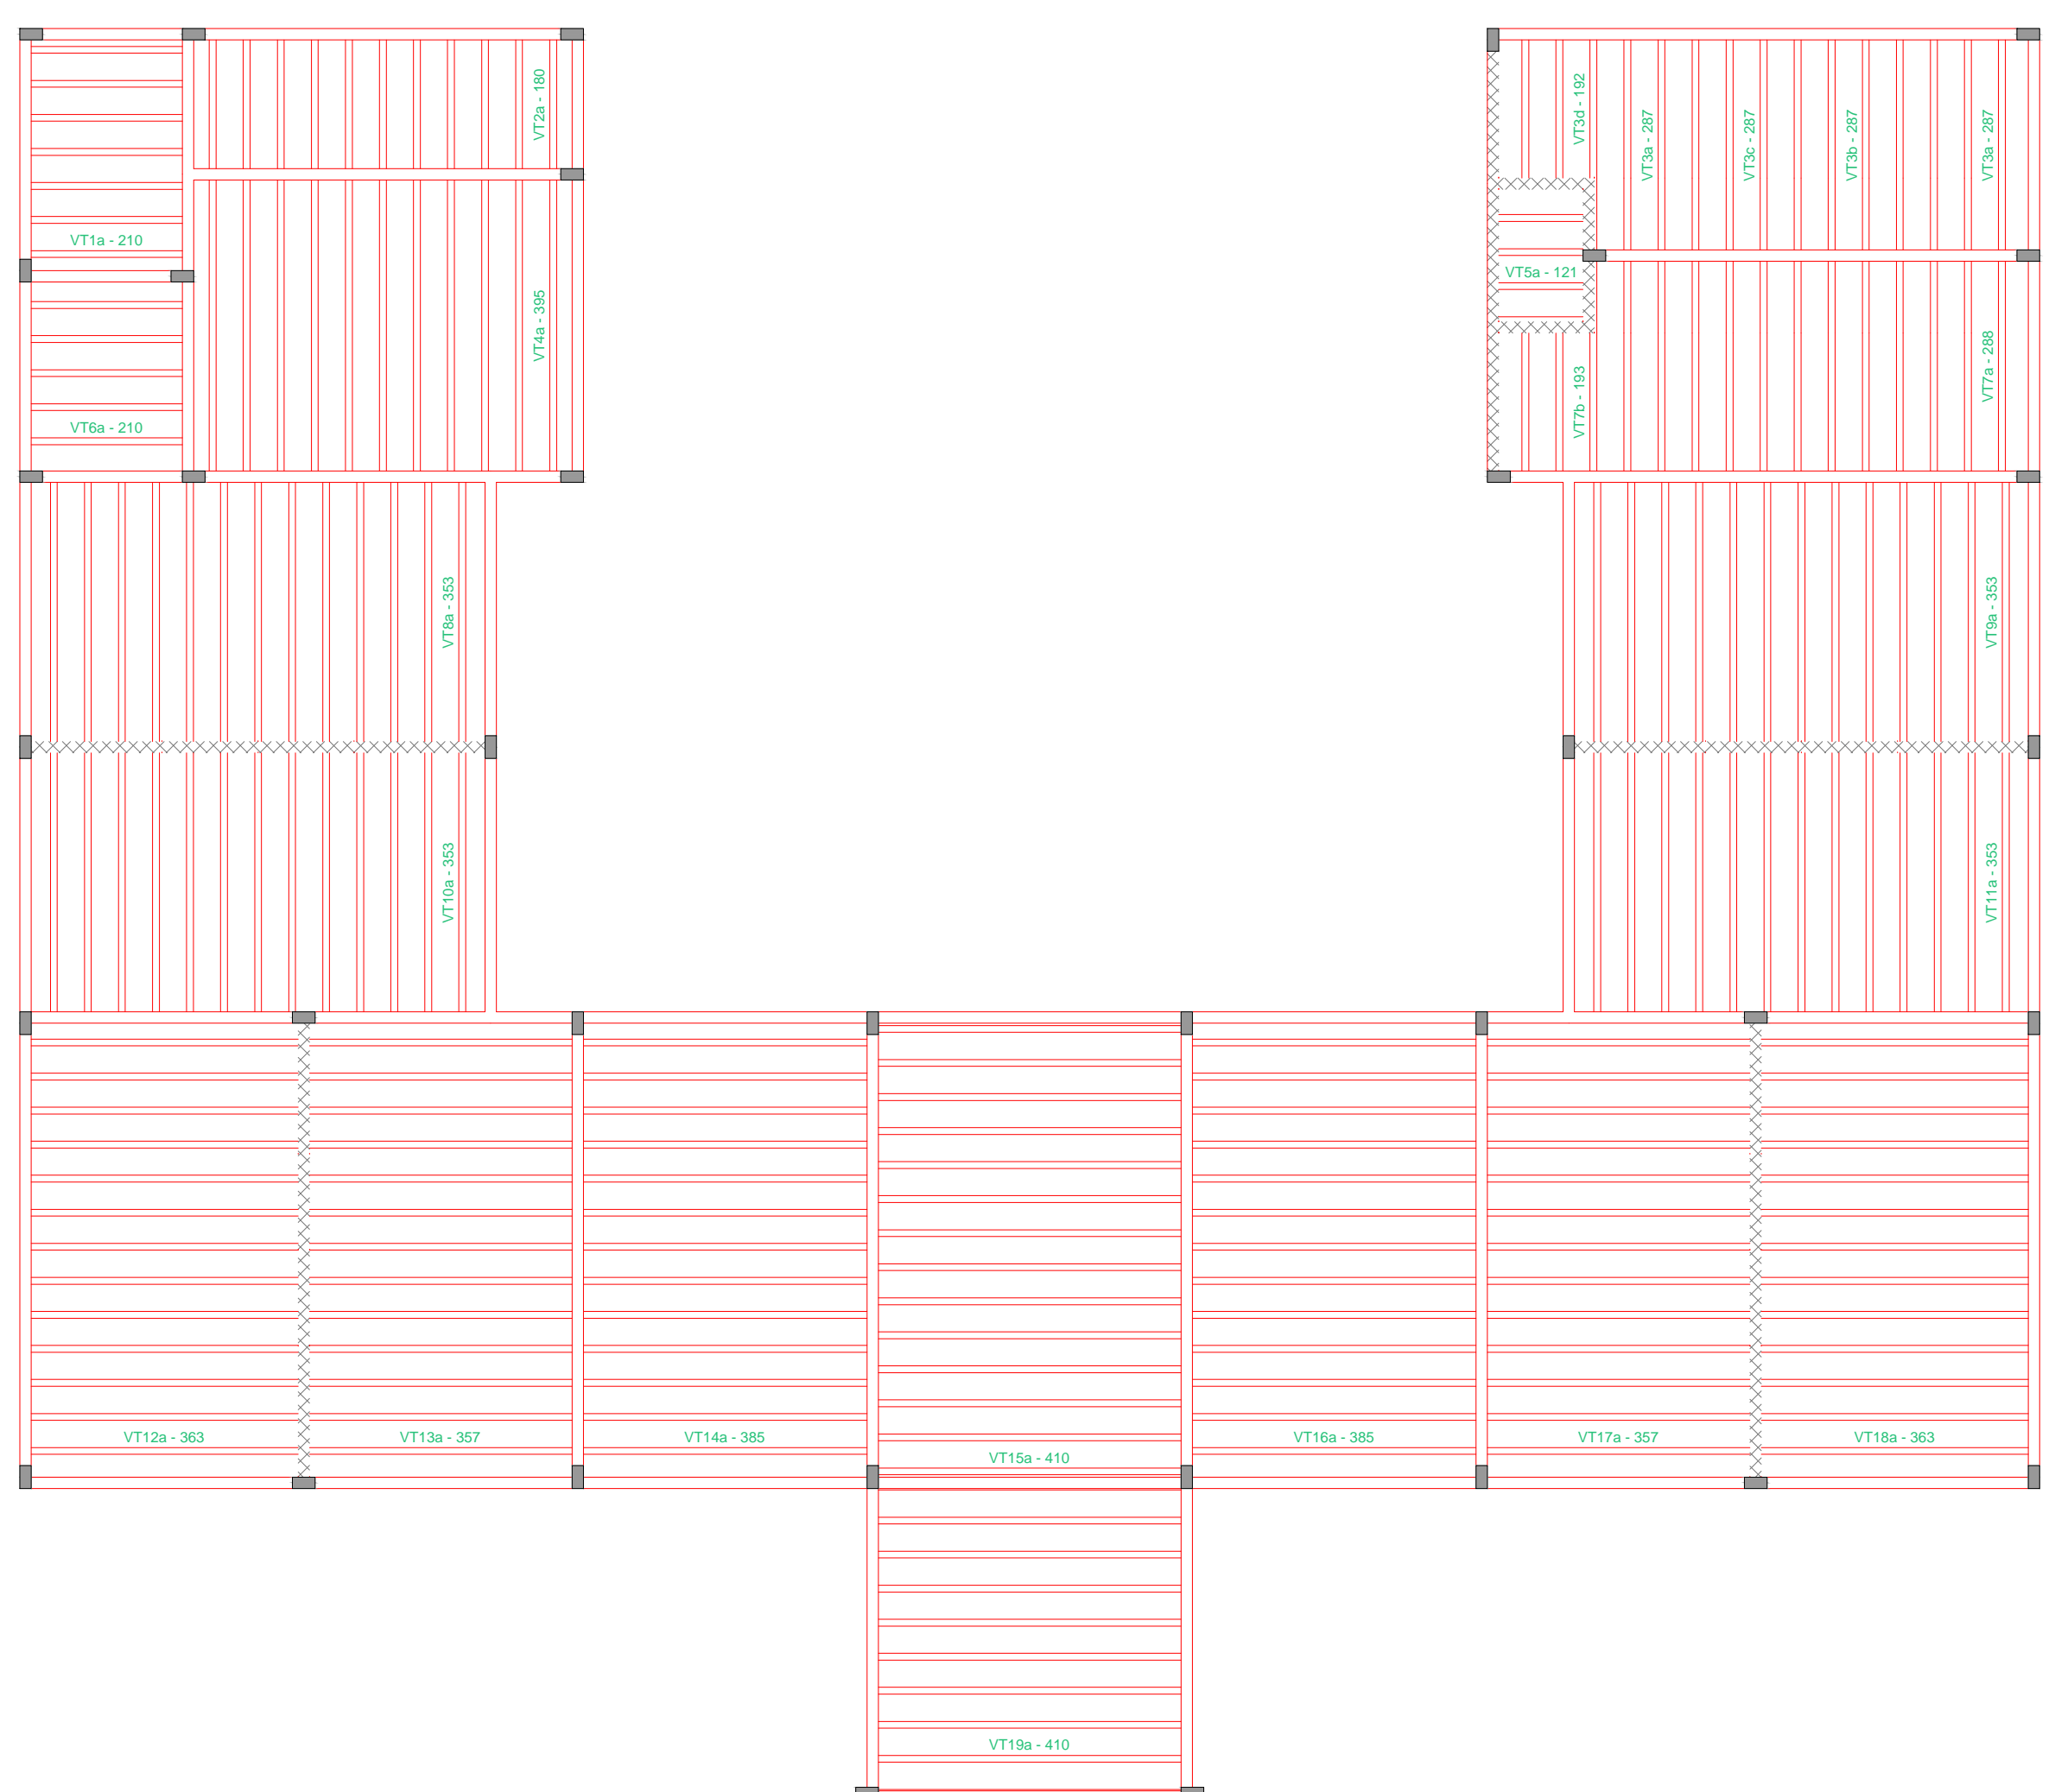 VT2a - 180
VT3d - 192
VT3a - 287
VT3c - 287
VT3b - 287
VT3a - 287
VT1a - 210
VT5a - 121
VT4a - 395
VT7a - 288
VT7b - 193
VT6a - 210
VT8a - 353
VT9a - 353
VT10a - 353
VT11a - 353
VT12a - 363
VT13a - 357
VT14a - 385
VT15a - 410
VT16a - 385
VT17a - 357
VT18a - 363
VT19a - 410